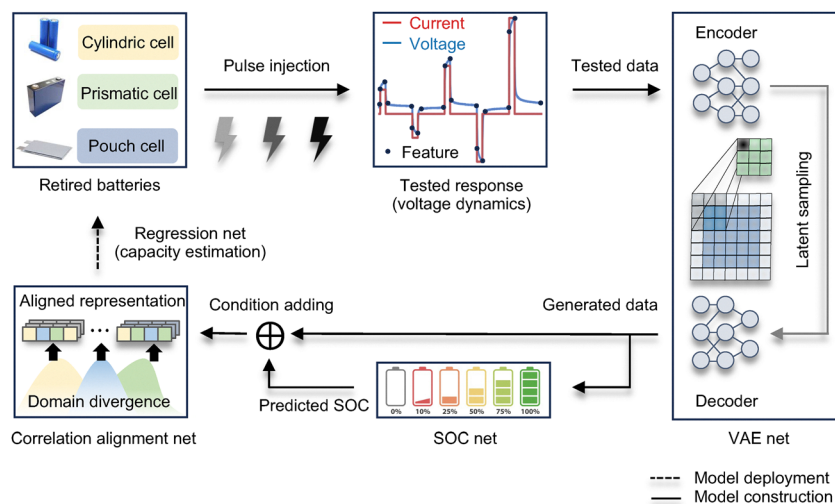 Cylindric cell
Prismatic cell
Pouch cell
Retired batteries
Pulse injection
Current
Voltage
Feature
Tested response
(voltage dynamics)
Tested data
Encoder
Latent sampling
Decoder
VAE net
Regression net
(capacity estimation)
Aligned representation
...
Domain divergence
Correlation alignment net
Condition adding
Generated data
Predicted SOC
0% 10% 25% 50% 75% 100%
SOC net
Model deployment
Model construction